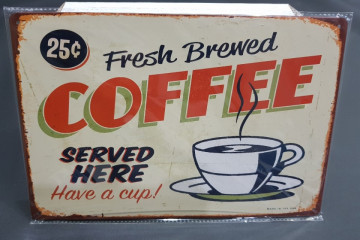 25¢
Fresh Brewed
COFFEE
SERVED
HERE
Have a cup!